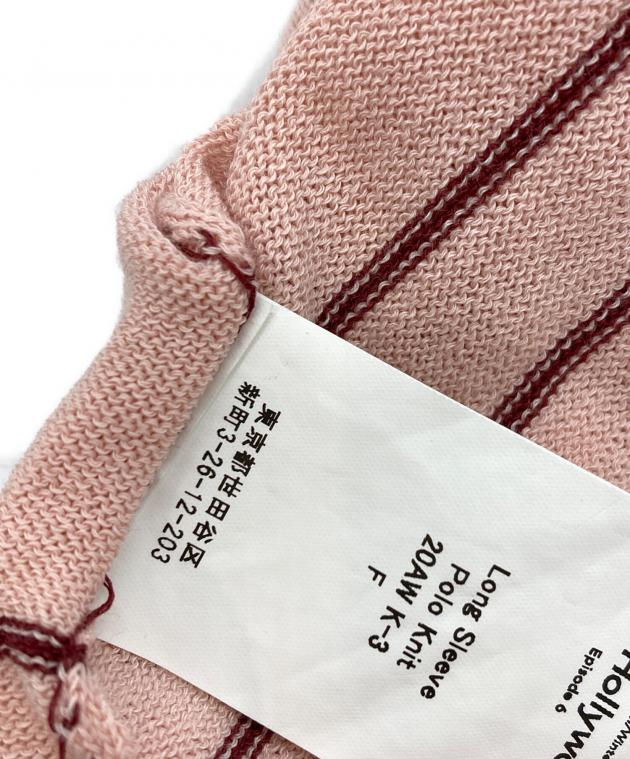 東京都世田谷区
新町3-26-12-203
Long Sleeve
Polo Knit
20AW K-3
F
Episode 6